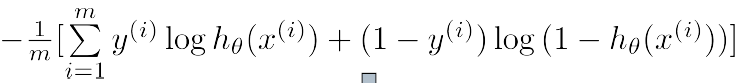 $-\frac{1}{m}[\sum_{i=1}^{m} y^{(i)} \log h_\theta(x^{(i)}) + (1 - y^{(i)}) \log (1 - h_\theta(x^{(i)}))]$